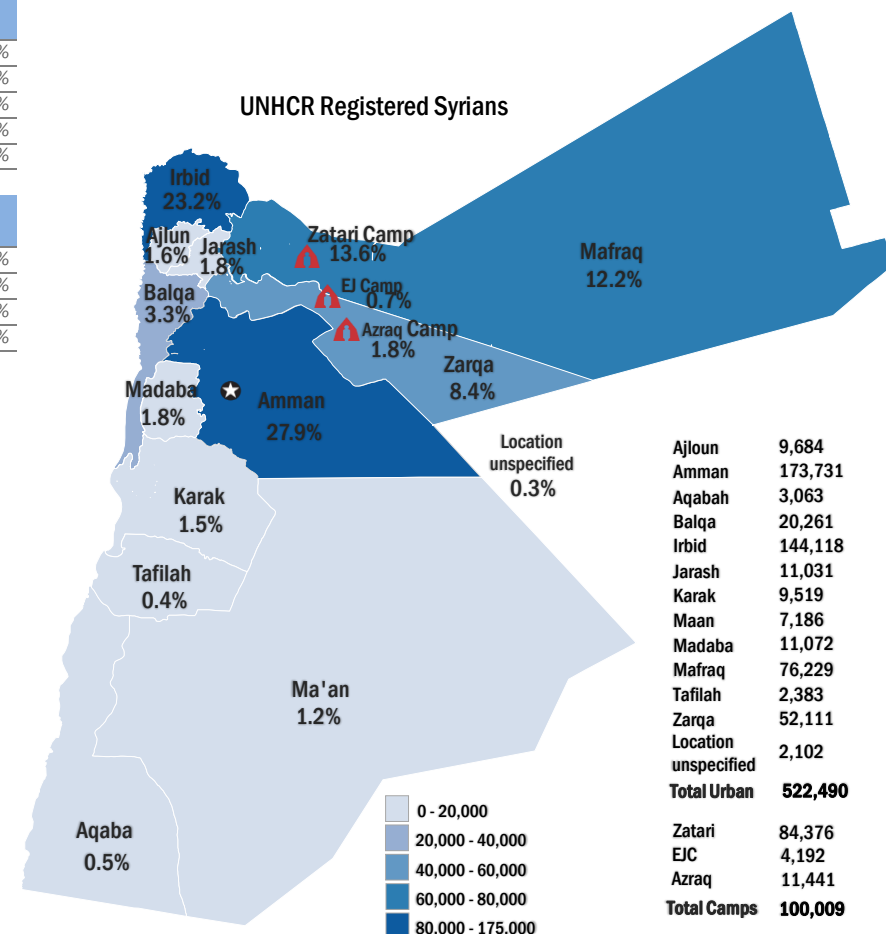 %
%
%
%
%
%
%
%
%
UNHCR Registered Syrians
Irbid
23.2%
Ajlun
1.6%
Jarash
1.8%
Zatari Camp
13.6%
Mafraq
12.2%
EJ Camp
0.7%
Balqa
3.3%
Azraq Camp
1.8%
Zarqa
8.4%
Madaba
1.8%
Amman
27.9%
Location
unspecified
0.3%
Karak
1.5%
Tafilah
0.4%
Ma'an
1.2%
Aqaba
0.5%
0 - 20,000
20,000 - 40,000
40,000 - 60,000
60,000 - 80,000
80,000 - 175,000
Ajloun 9,684
Amman 173,731
Aqabah 3,063
Balqa 20,261
Irbid 144,118
Jarash 11,031
Karak 9,519
Maan 7,186
Madaba 11,072
Mafraq 76,229
Tafilah 2,383
Zarqa 52,111
Location
unspecified 2,102
Total Urban 522,490
Zatari 84,376
EJC 4,192
Azraq 11,441
Total Camps 100,009